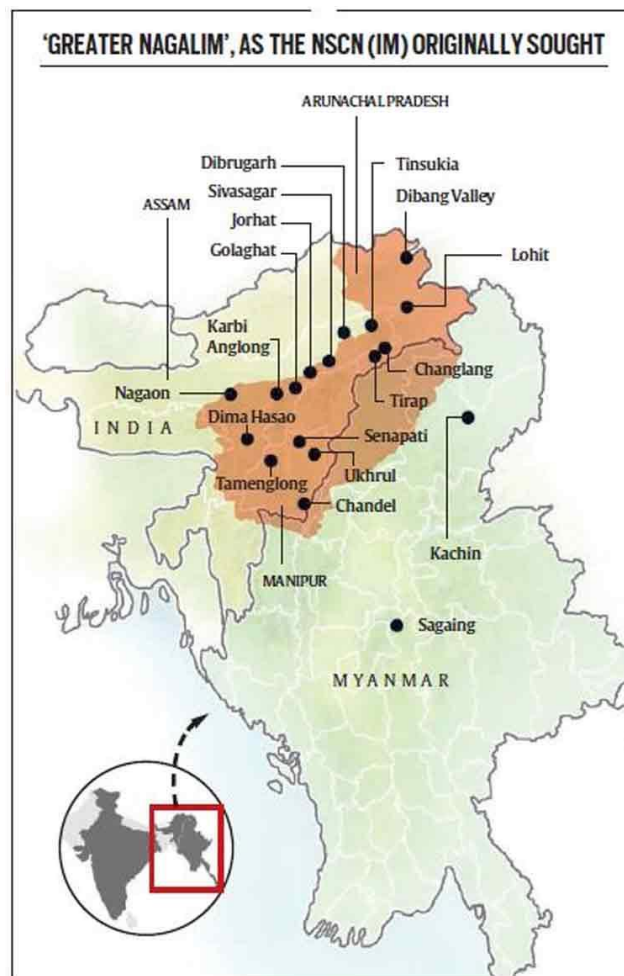 ‘GREATER NAGALIM’, AS THE NSCN (IM) ORIGINALLY SOUGHT
ARUNACHAL PRADESH
Dibrugarh
Tinsukia
Sivasagar
Dibang Valley
ASSAM
Jorhat
Golaghat
Lohit
Karbi
Anglong
Changlang
Nagaon
Tirap
Dima Hasao
INDIA
Senapati
Ukhrul
Tamenglong
Chandel
Kachin
MANIPUR
Sagaing
MYANMAR